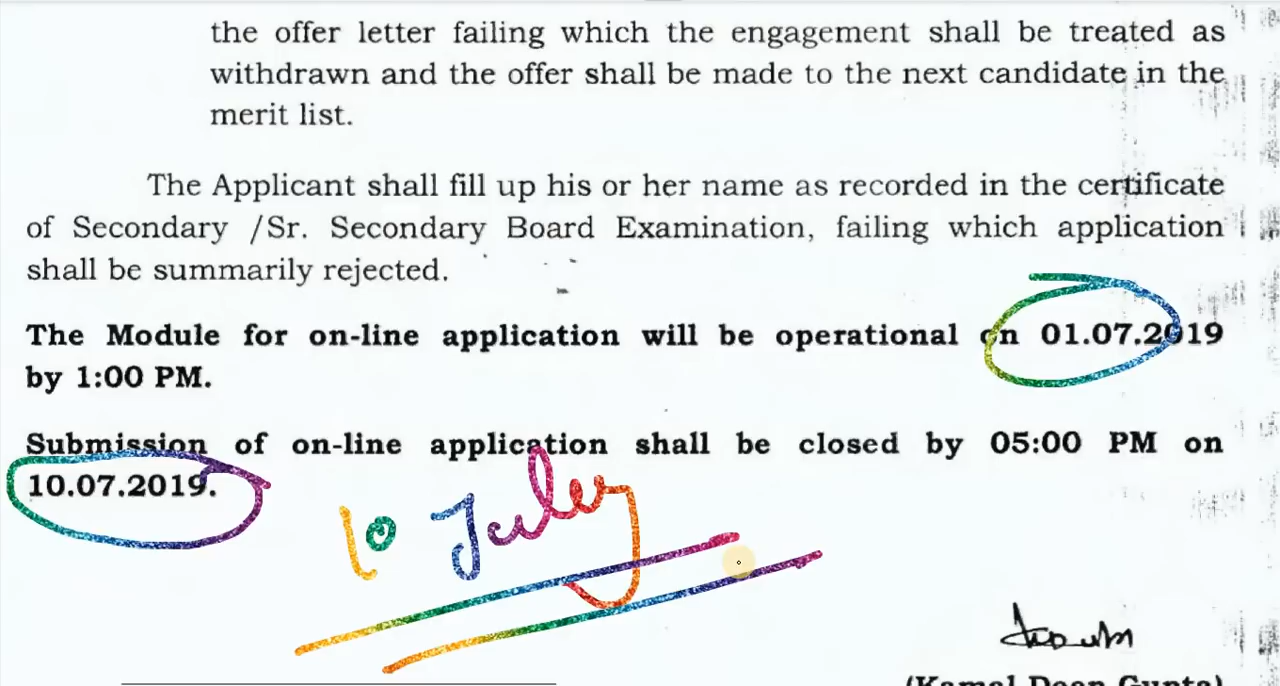 the offer letter failing which the engagement shall be treated as
withdrawn and the offer shall be made to the next candidate in the
merit list.
The Applicant shall fill up his or her name as recorded in the certificate
of Secondary /Sr. Secondary Board Examination, failing which application
shall be summarily rejected.
The Module for on-line application will be operational on 01.07.2019
by 1:00 PM.
Submission of on-line application shall be closed by 05:00 PM on
10.07.2019.
10 July
(Kamal Deep Gupta)